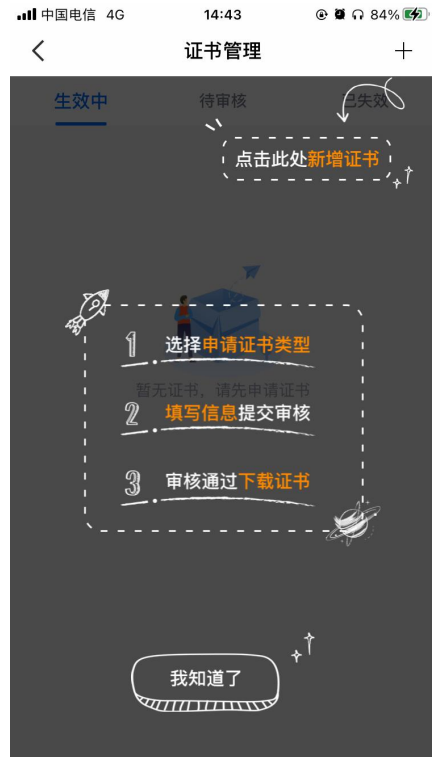 中国电信 4G 14:43 84%
证书管理
生效中 待审核 已失效
点击此处新增证书
1 选择申请证书类型
暂无证书，请先申请证书
2 填写信息提交审核
3 审核通过下载证书
我知道了